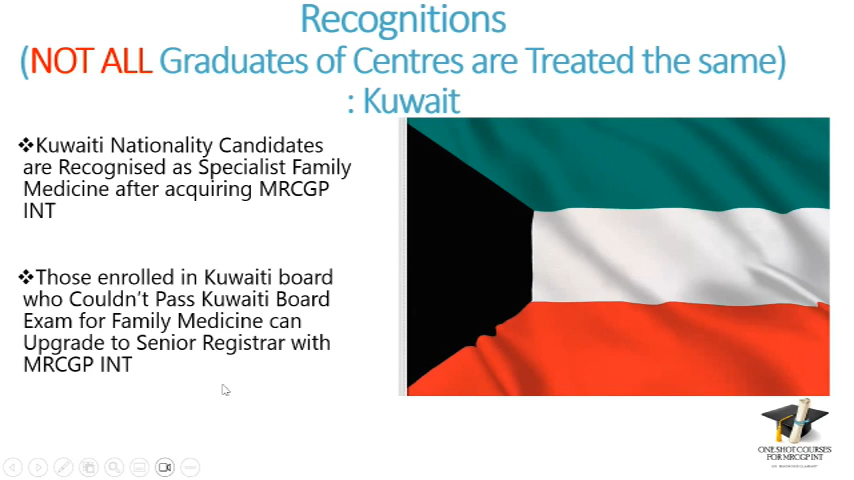 Recognitions
(NOT ALL Graduates of Centres are Treated the same)
: Kuwait
❖Kuwaiti Nationality Candidates
are Recognised as Specialist Family
Medicine after acquiring MRCGP
INT
❖Those enrolled in Kuwaiti board
who Couldn't Pass Kuwaiti Board
Exam for Family Medicine can
Upgrade to Senior Registrar with
MRCGP INT
ONE SHOT COURSES
FOR MRCGP INT